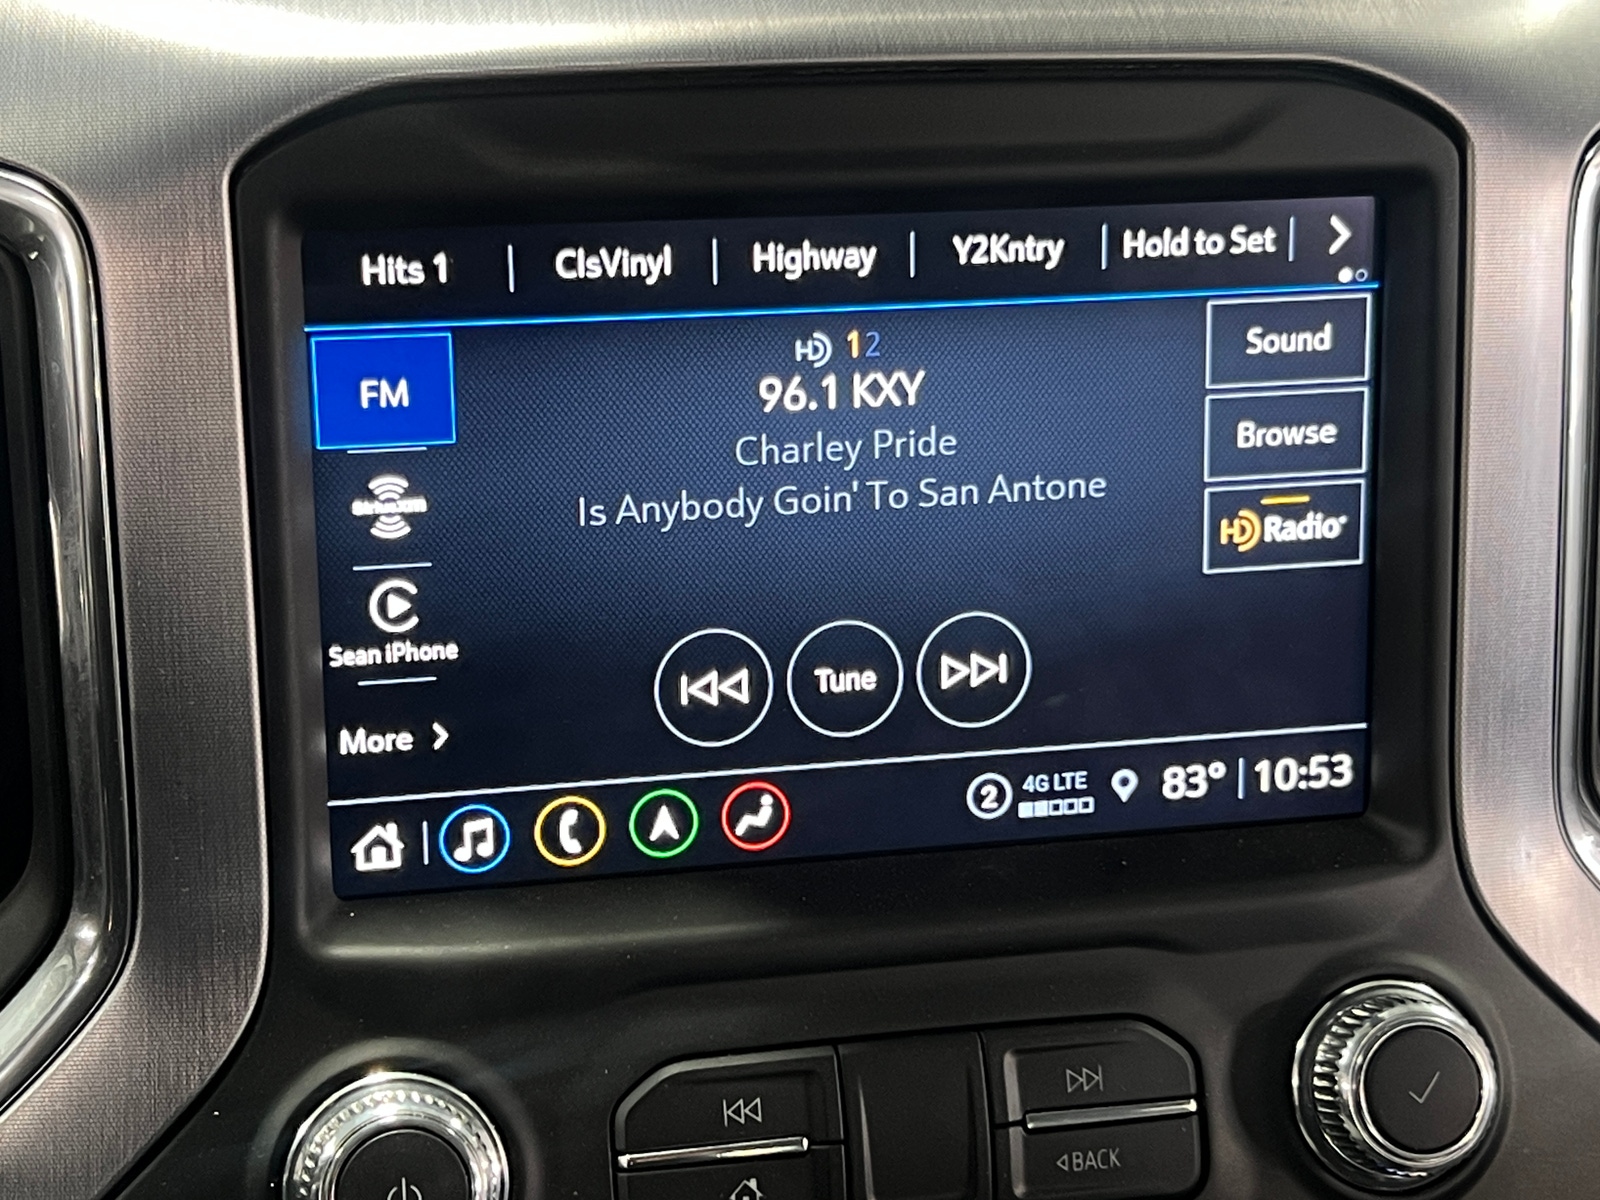 Hits 1 | ClsVinyl | Highway | Y2Kntry | Hold to Set |
FM
HD 1 2
96.1 KXY
Charley Pride
Is Anybody Goin' To San Antone
Sound
Browse
HD Radio
SiriusXM
Sean iPhone
More
Tune
2 4G LTE 83° | 10:53
BACK